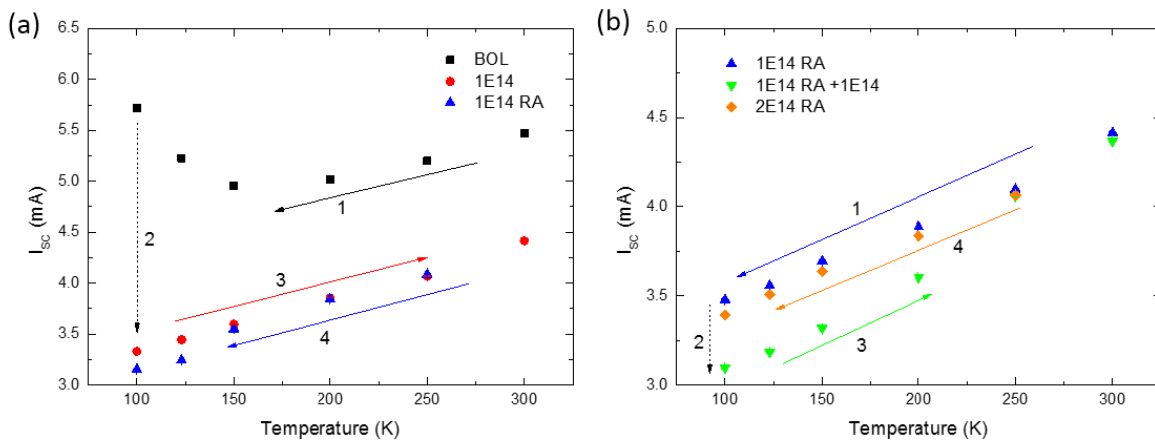 (a)
6.5
6.0
5.5
5.0
4.5
4.0
3.5
3.0
I_SC (mA)
BOL
1E14
1E14 RA
1
2
3
4
100 150 200 250 300
Temperature (K)
(b)
5.0
4.5
4.0
3.5
3.0
I_SC (mA)
1E14 RA
1E14 RA +1E14
2E14 RA
1
4
2
3
100 150 200 250 300
Temperature (K)